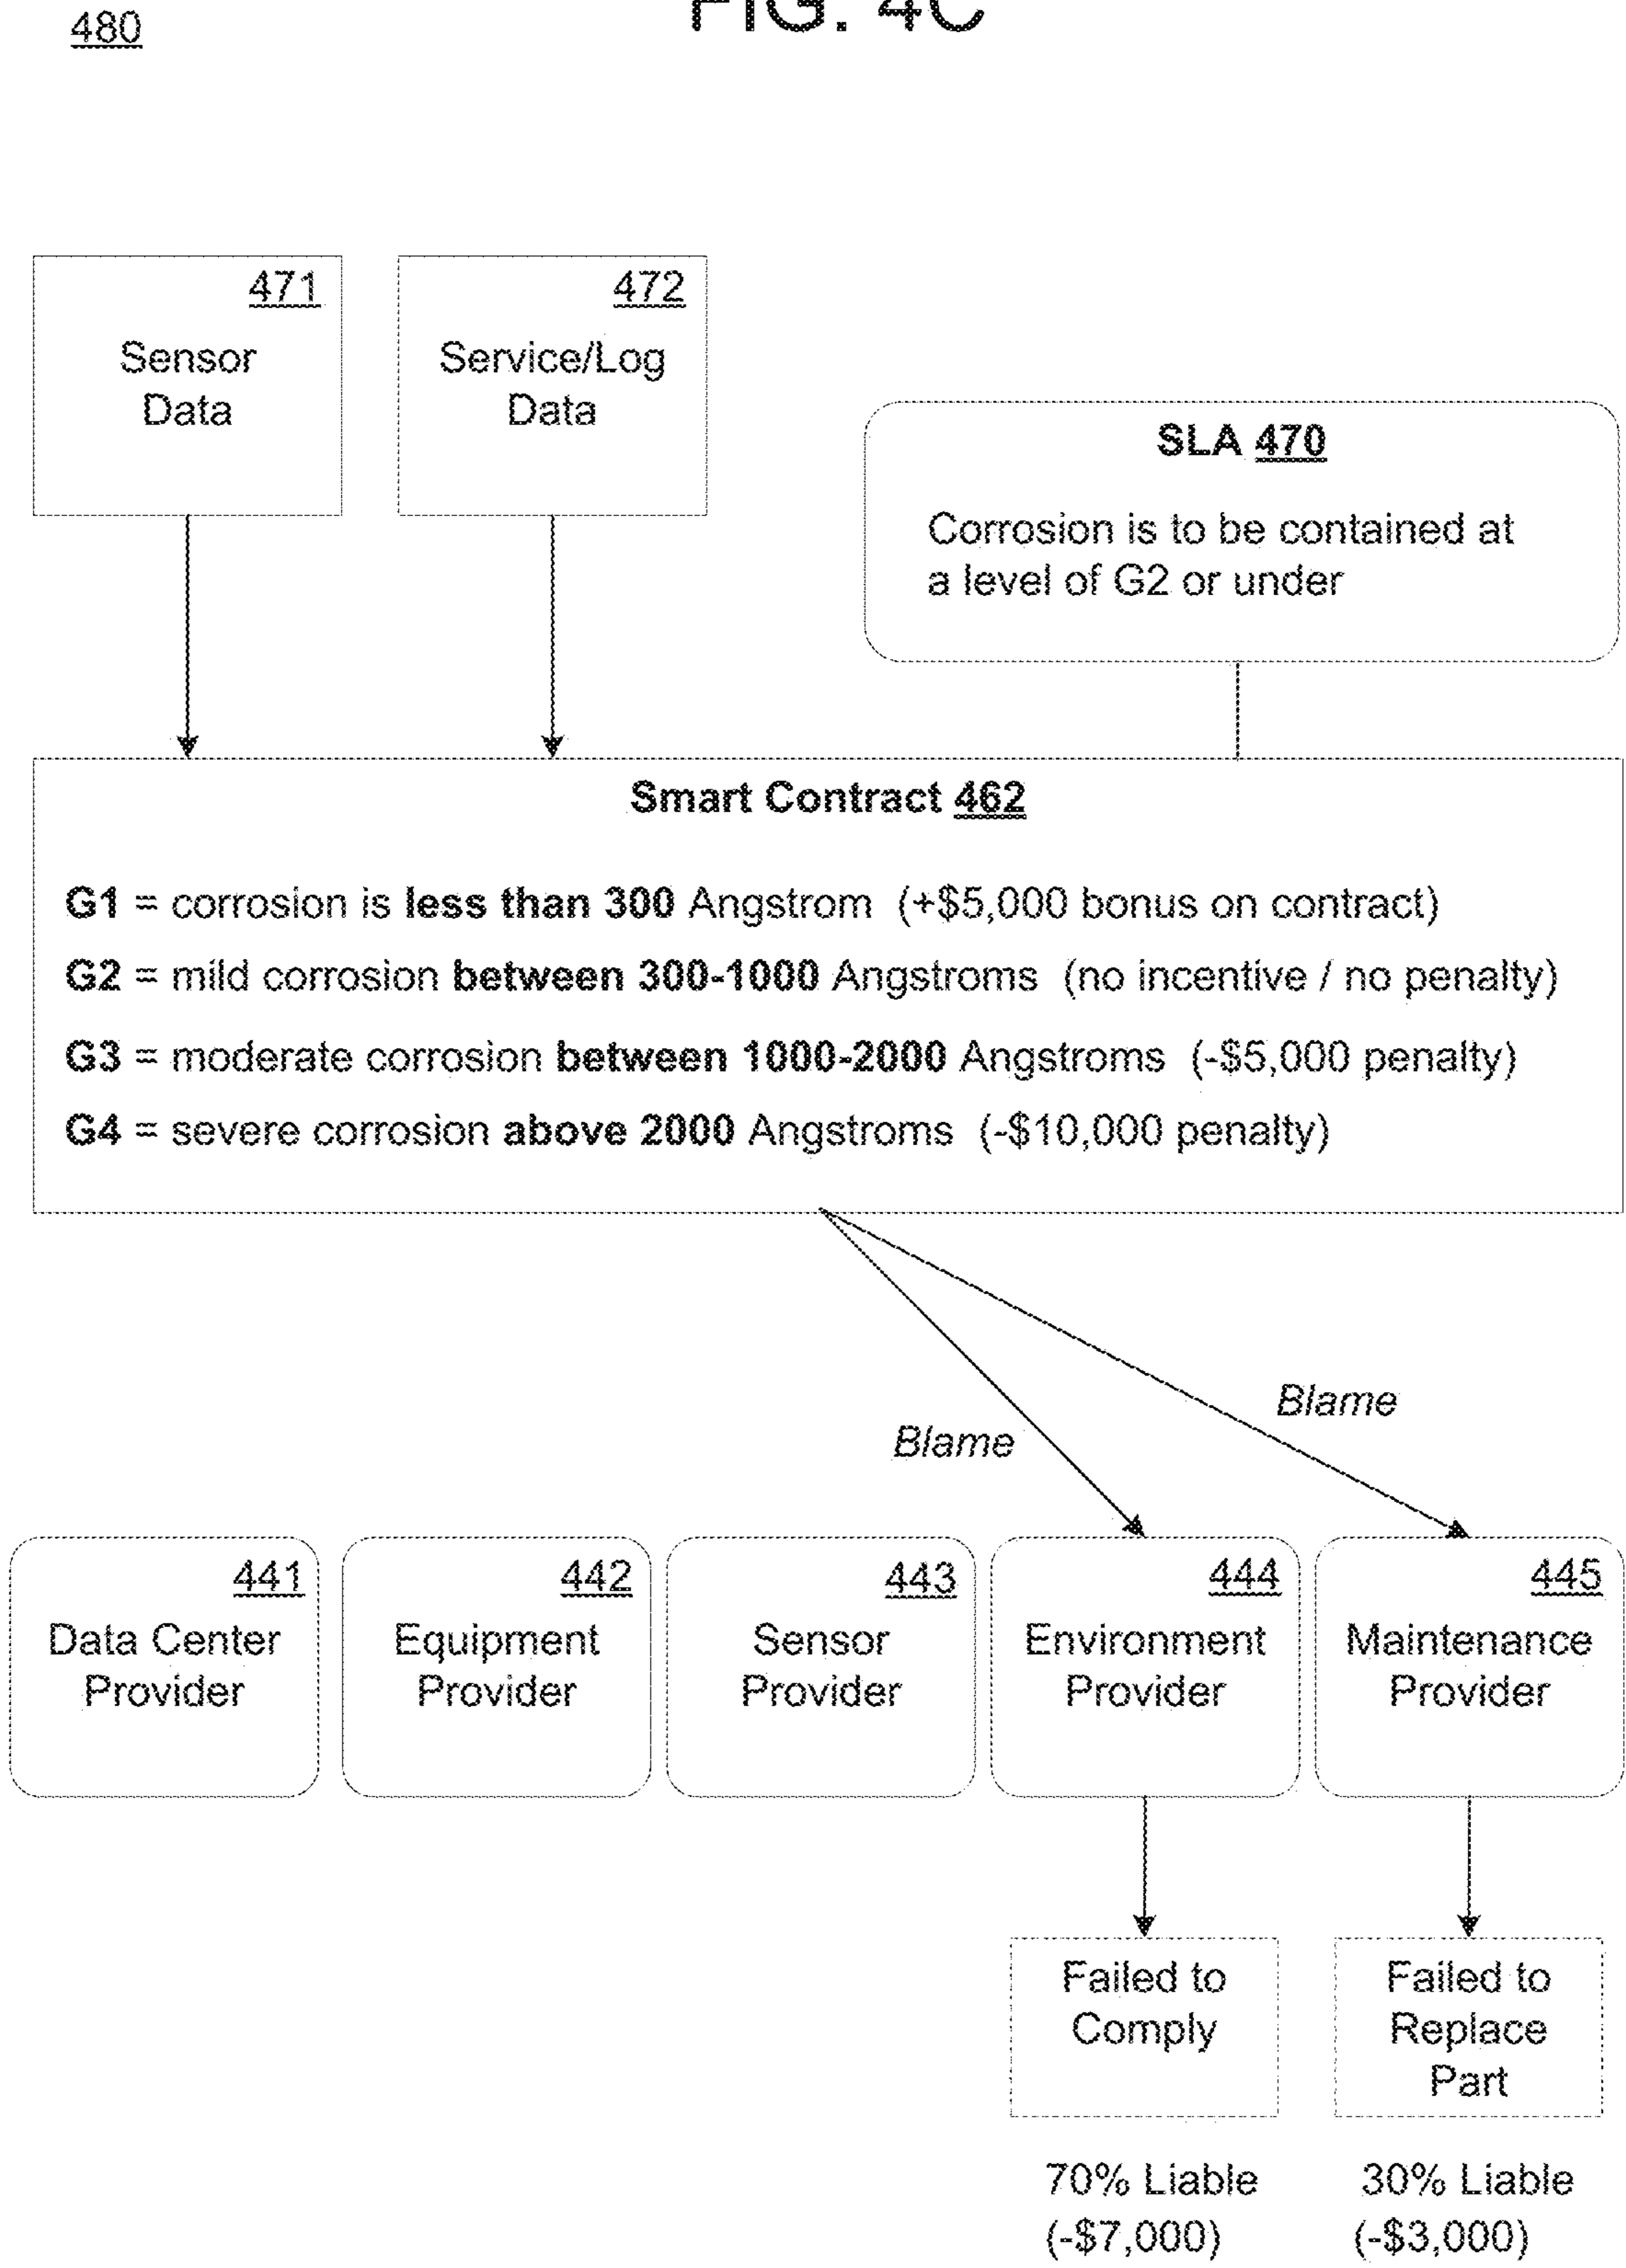 FIG. 4C
480
471
Sensor
Data
472
Service/Log
Data
SLA 470
Corrosion is to be contained at
a level of G2 or under
Smart Contract 462
G1 = corrosion is less than 300 Angstrom (+$5,000 bonus on contract)
G2 = mild corrosion between 300-1000 Angstroms (no incentive / no penalty)
G3 = moderate corrosion between 1000-2000 Angstroms (-$5,000 penalty)
G4 = severe corrosion above 2000 Angstroms (-$10,000 penalty)
Blame
Blame
441
Data Center
Provider
442
Equipment
Provider
443
Sensor
Provider
444
Environment
Provider
445
Maintenance
Provider
Failed to
Comply
Failed to
Replace
Part
70% Liable
(-$7,000)
30% Liable
(-$3,000)